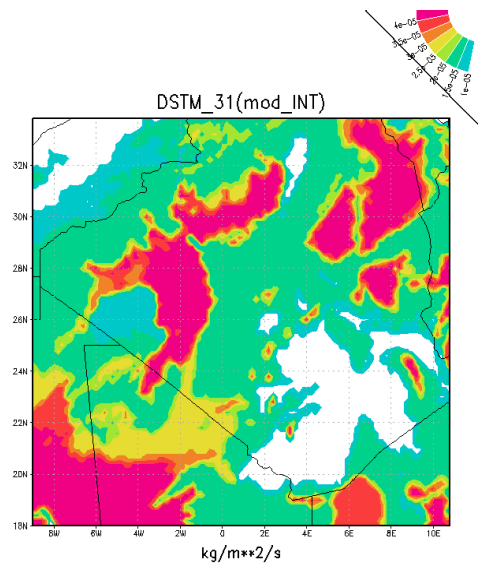 4e-05
3.5e-05
3e-05
2.5e-05
2e-05
1.5e-05
1e-05
DSTM_31(mod_INT)
32N
30N
28N
26N
24N
22N
20N
18N
8W 6W 4W 2W 0 2E 4E 6E 8E 10E
kg/m**2/s